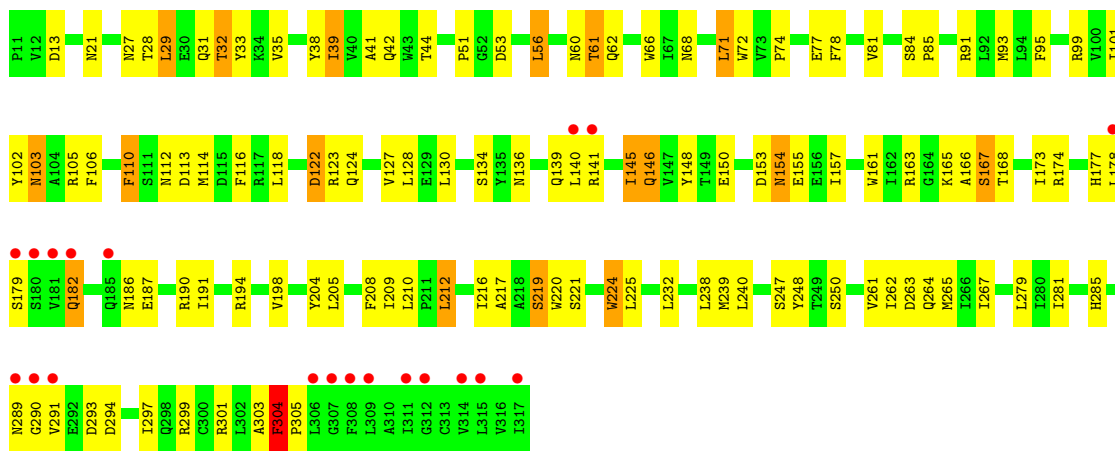 P11 V12 D13 N21 N27 T28 L29 E30 Q31 T32 Y33 K34 V35 Y38 I39 V40 A41 Q42 W43 T44 P51 G52 D53 L56 N60 T61 Q62 W66 I67 N68 L71 W72 V73 P74 E77 F78 V81 S84 P85 R91 L92 M93 L94 F95 R99 V100 I101
Y102 N103 A104 R105 F106 F110 S111 N112 D113 M114 D115 F116 R117 L118 D122 R123 Q124 V127 L128 E129 L130 S134 Y135 N136 Q139 L140 R141 I145 Q146 V147 Y148 T149 E150 D153 N154 E155 E156 I157 W161 I162 R163 G164 K165 A166 S167 T168 I173 R174 H177 L178
S179 S180 V181 Q182 Q185 N186 E187 R190 I191 R194 V198 Y204 L205 F208 I209 L210 P211 L212 I216 A217 A218 S219 W220 S221 W224 L225 L232 L238 M239 L240 S247 Y248 T249 S250 V261 I262 D263 Q264 M265 I266 I267 L279 I280 I281 H285
N289 G290 V291 E292 D293 D294 I297 Q298 R299 C300 R301 L302 A303 F304 P305 L306 G307 F308 L309 A310 I311 G312 C313 V314 L315 V316 I317